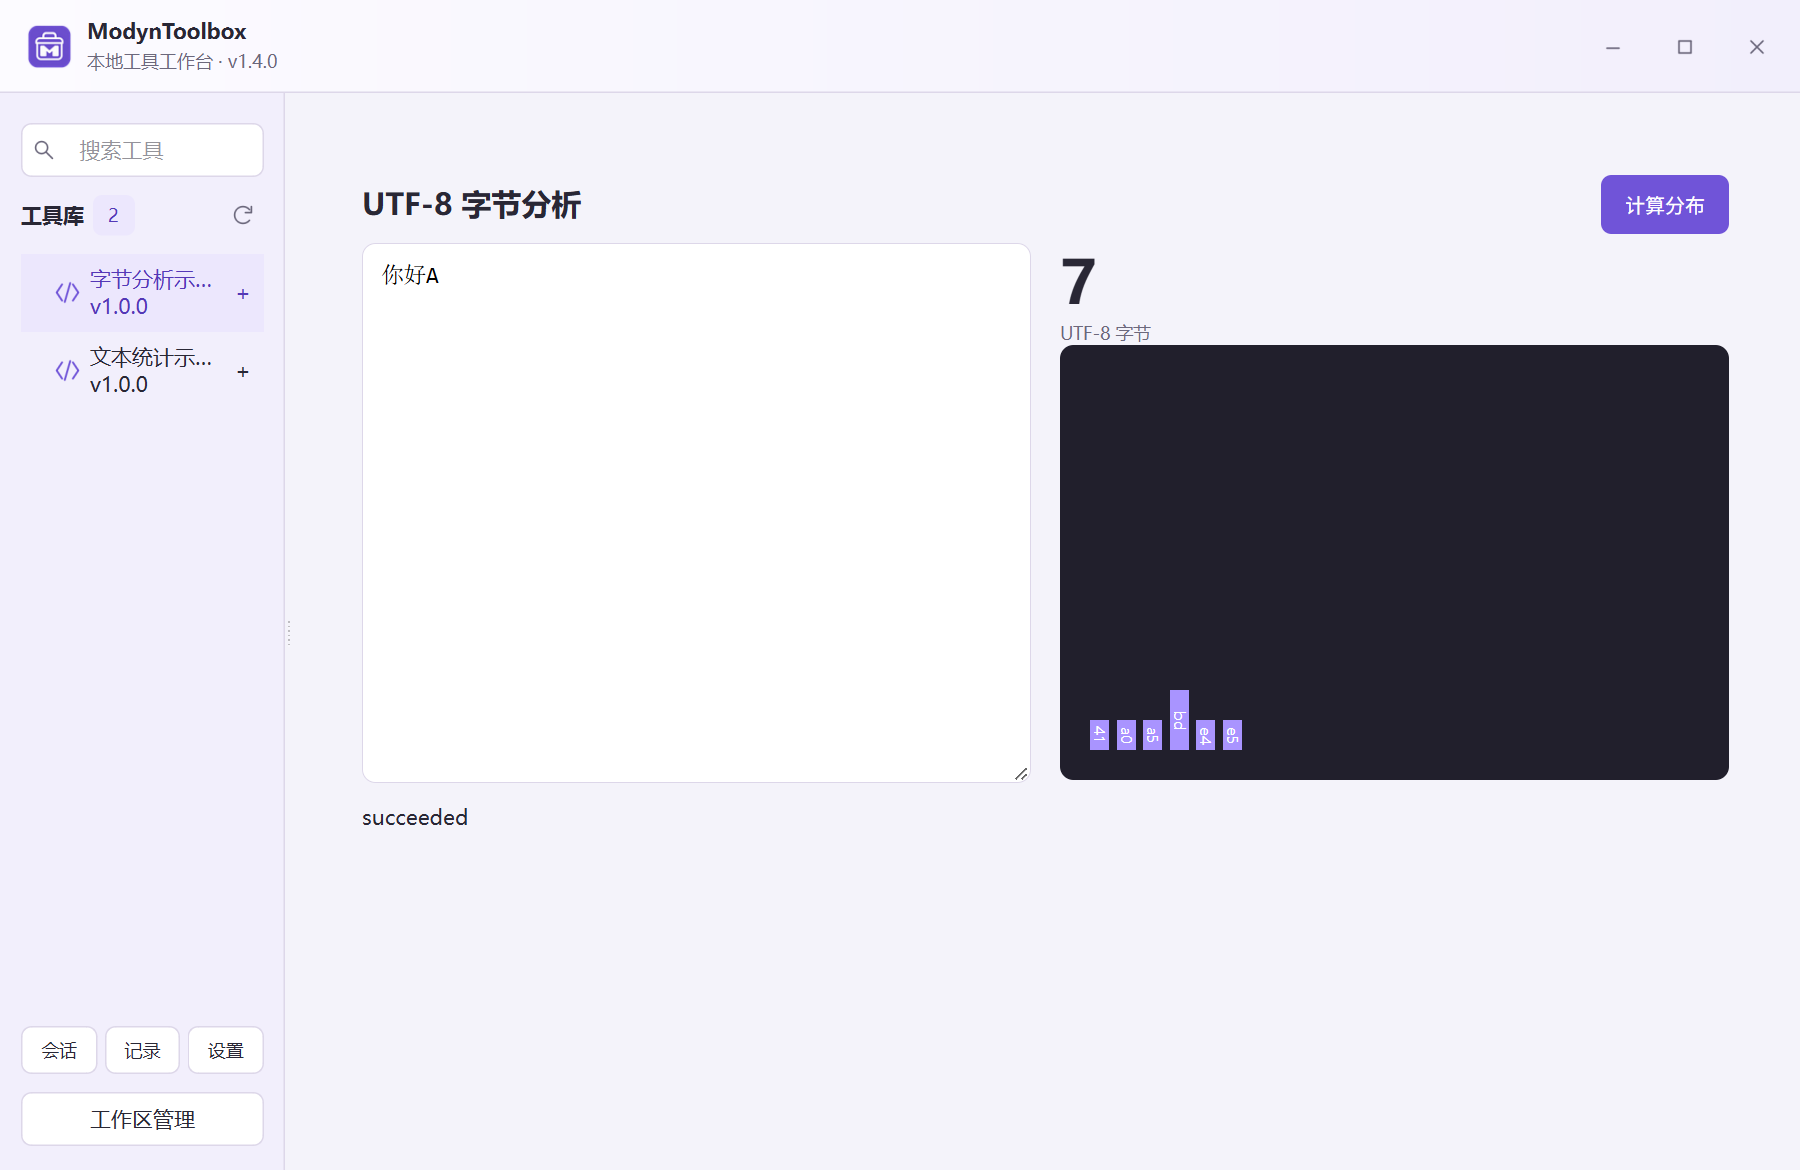 ModynToolbox
本地工具工作台 · v1.4.0
搜索工具
工具库 2
字节分析示...
v1.0.0
+
文本统计示...
v1.0.0
+
会话 记录 设置
工作区管理
UTF-8 字节分析
计算分布
你好A
7
UTF-8 字节
41 a0 a5 bd e4 e5
succeeded